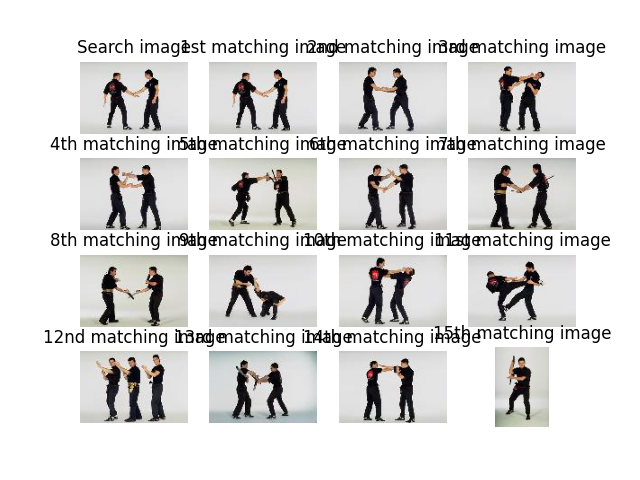 Search image
1st matching image
2nd matching image
3rd matching image
4th matching image
5th matching image
6th matching image
7th matching image
8th matching image
9th matching image
10th matching image
11st matching image
12nd matching image
13rd matching image
14th matching image
15th matching image